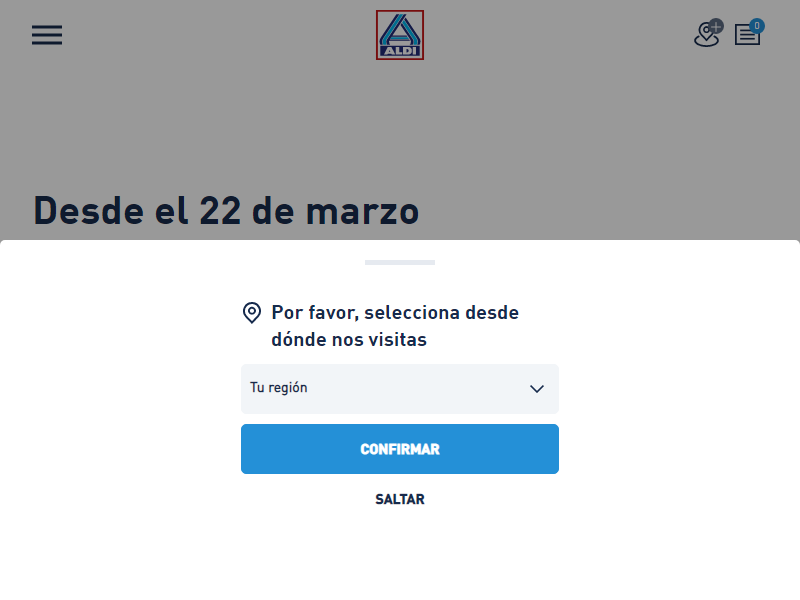 ALDI
0
Desde el 22 de marzo
Por favor, selecciona desde
dónde nos visitas
Tu región
CONFIRMAR
SALTAR